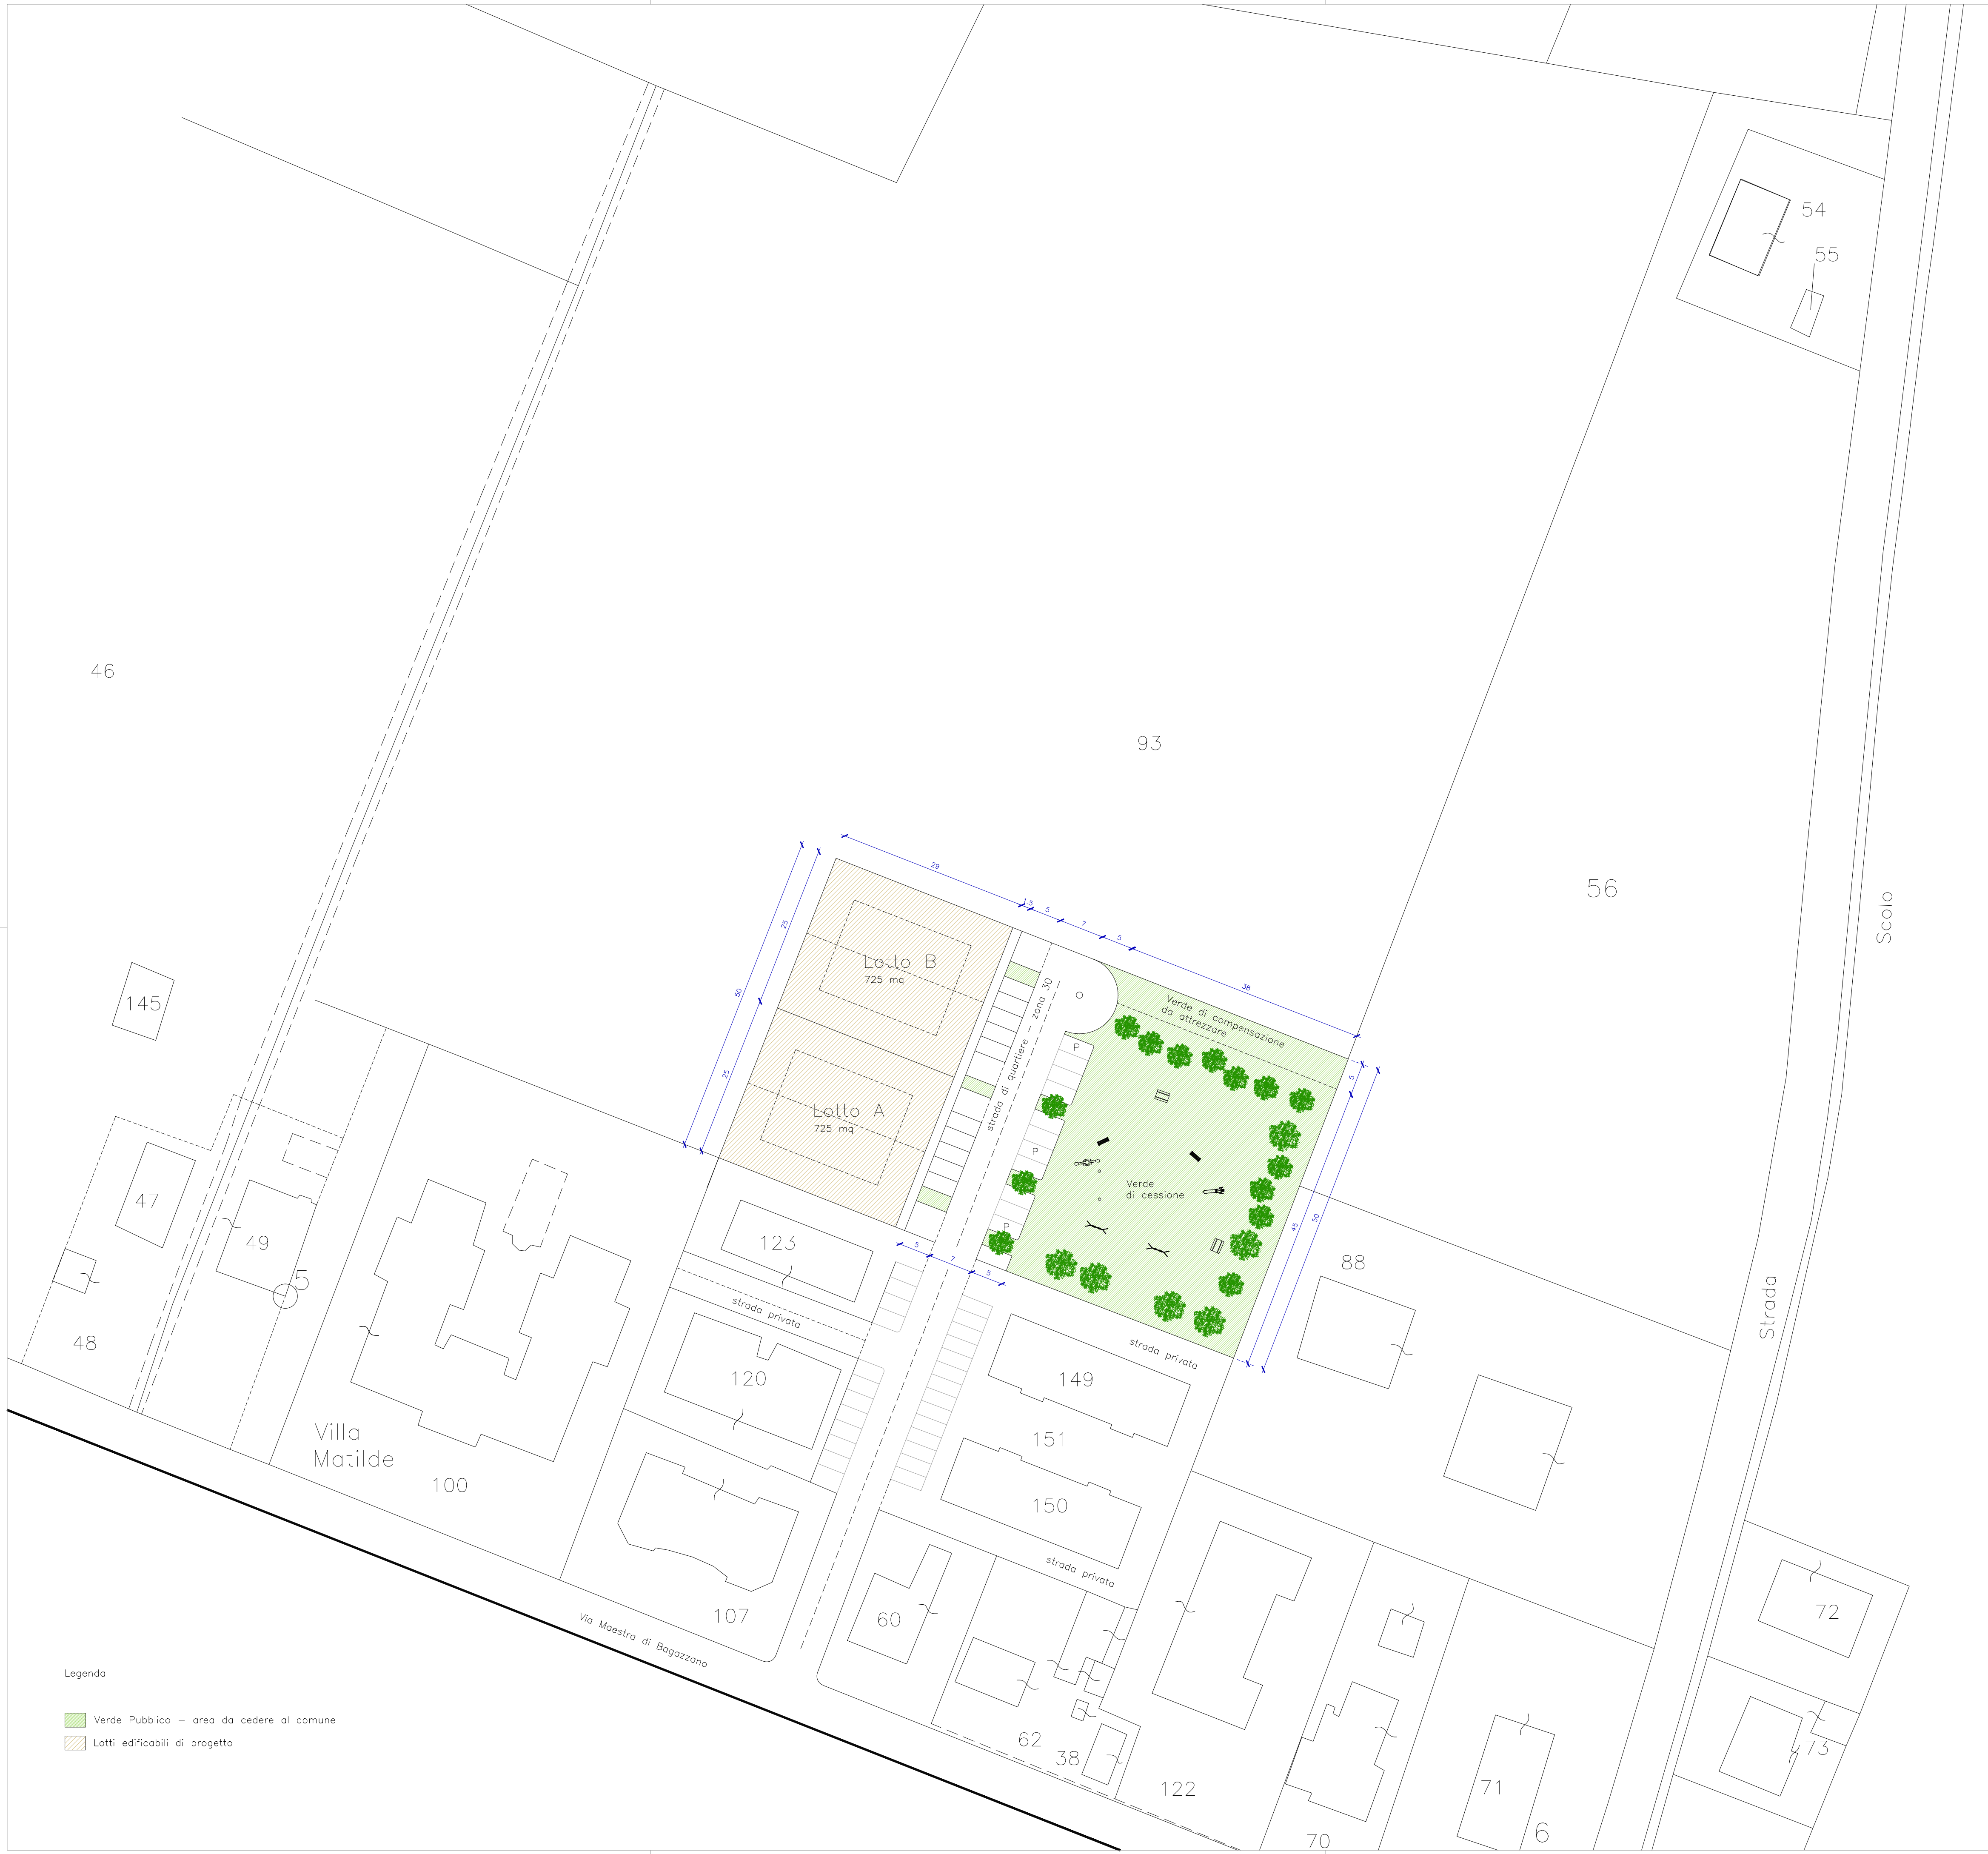 54
55
46
93
56
Scolo
29
1.5
5
7
5
38
25
50
25
Lotto B
725 mq
Lotto A
725 mq
strada di quartiere - zona 30
Verde di compensazione
da attrezzare
P
P
P
Verde
di cessione
5
45
50
5
7
5
145
47
49
5
48
123
strada privata
120
Villa
Matilde
100
107
Via Maestra di Bagazzano
strada privata
149
151
150
strada privata
88
Strada
60
62
38
122
70
71
6
72
73
Legenda
Verde Pubblico - area da cedere al comune
Lotti edificabili di progetto